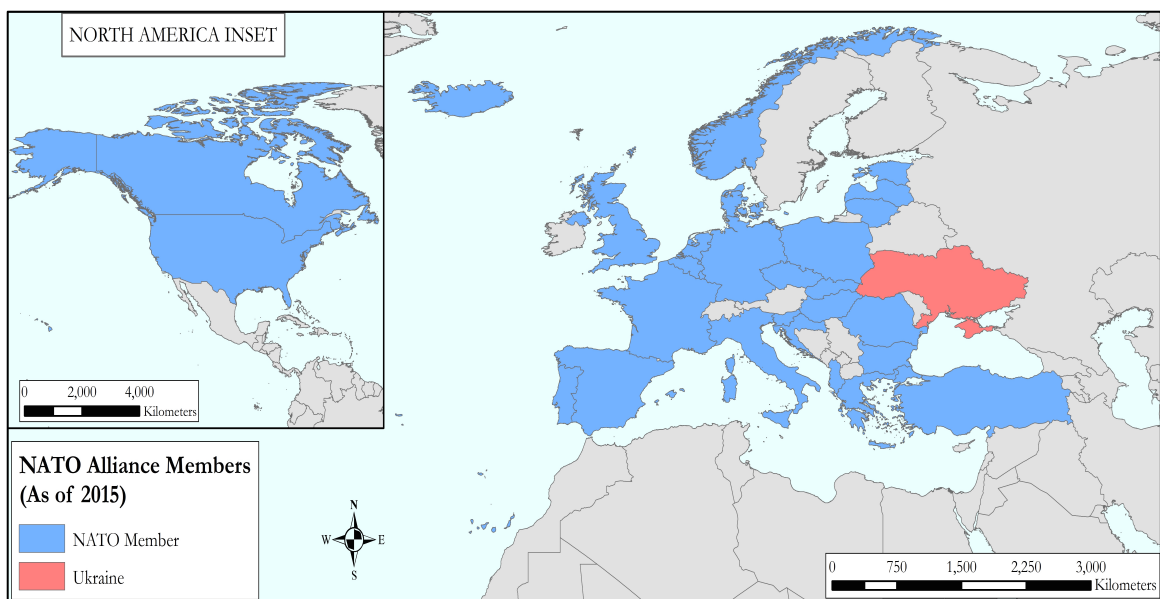 NORTH AMERICA INSET
0 2,000 4,000
Kilometers
NATO Alliance Members
(As of 2015)
NATO Member
Ukraine
N
W E
S
0 750 1,500 2,250 3,000
Kilometers